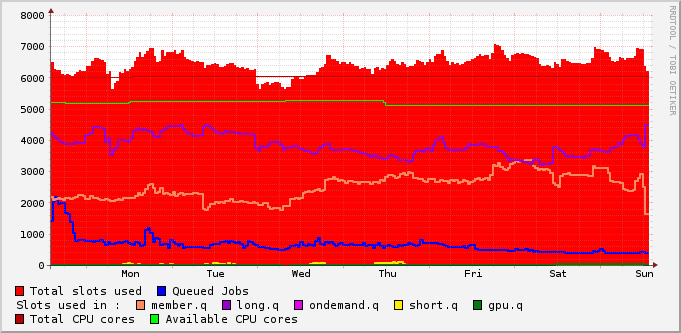 8000
7000
6000
5000
4000
3000
2000
1000
0
Mon Tue Wed Thu Fri Sat Sun
RRDTOOL / TOBI OETIKER
Total slots used Queued Jobs
Slots used in : member.q long.q ondemand.q short.q gpu.q
Total CPU cores Available CPU cores